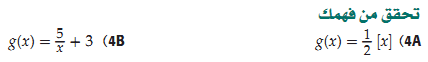 تحقق من فهمك
g(x) = 1/2 [x] (4A
g(x) = 5/x + 3 (4B